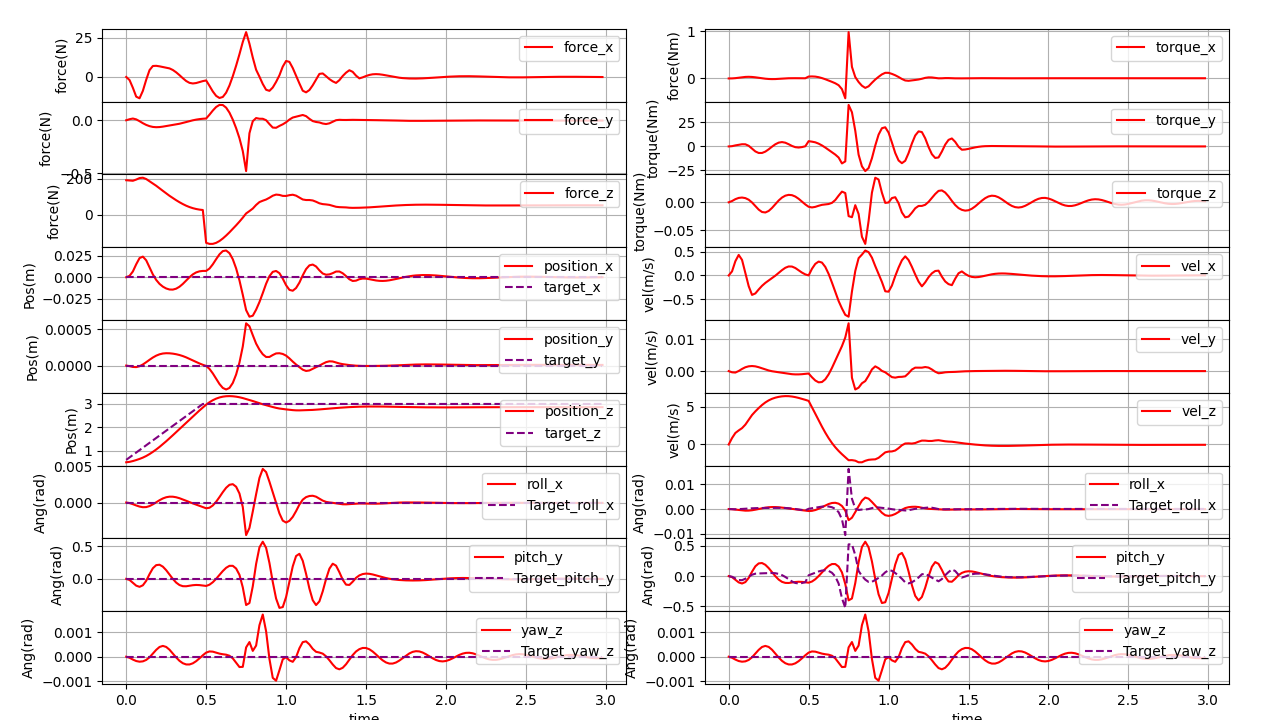 force(N)
25
0
force_x
force(N)
0.0
-0.5
force_y
force(N)
200
0
force_z
Pos(m)
0.025
0.000
−0.025
position_x
target_x
Pos(m)
0.0005
0.0000
position_y
target_y
Pos(m)
3
2
1
position_z
target_z
Ang(rad)
0.005
0.000
roll_x
Target_roll_x
Ang(rad)
0.5
0.0
pitch_y
Target_pitch_y
Ang(rad)
0.001
0.000
−0.001
yaw_z
Target_yaw_z
0.0 0.5 1.0 1.5 2.0 2.5 3.0
time
force(Nm)
1
0
torque_x
torque(Nm)
25
0
−25
torque_y
torque(Nm)
0.00
−0.05
torque_z
vel(m/s)
0.5
0.0
−0.5
vel_x
vel(m/s)
0.01
0.00
vel_y
vel(m/s)
5
0
vel_z
Ang(rad)
0.01
0.00
−0.01
roll_x
Target_roll_x
Ang(rad)
0.5
0.0
−0.5
pitch_y
Target_pitch_y
Ang(rad)
0.001
0.000
−0.001
yaw_z
Target_yaw_z
0.0 0.5 1.0 1.5 2.0 2.5 3.0
time